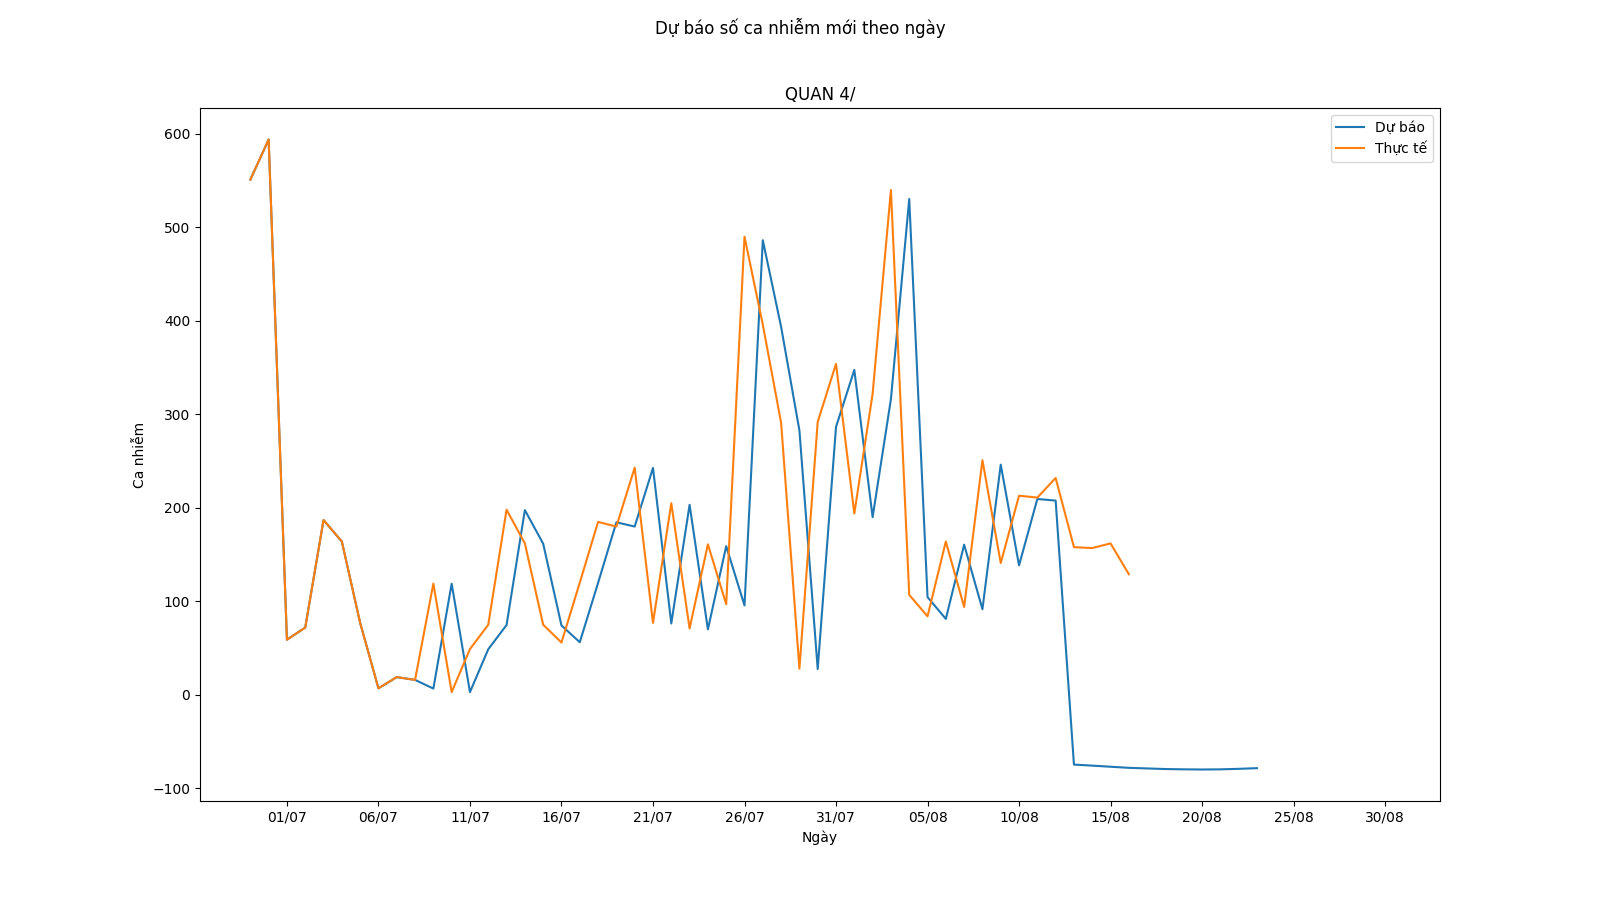 Dự báo số ca nhiễm mới theo ngày
QUAN 4/
Dự báo
Thực tế
600
500
400
300
200
100
0
−100
Ca nhiễm
01/07 06/07 11/07 16/07 21/07 26/07 31/07 05/08 10/08 15/08 20/08 25/08 30/08
Ngày